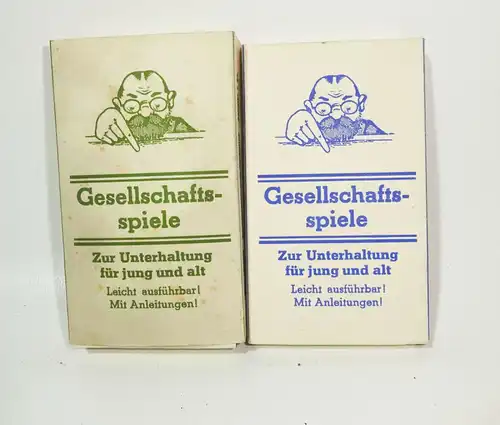 Gesellschafts-
spiele
Zur Unterhaltung
für jung und alt
Leicht ausführbar!
Mit Anleitungen!
Gesellschafts-
spiele
Zur Unterhaltung
für jung und alt
Leicht ausführbar!
Mit Anleitungen!